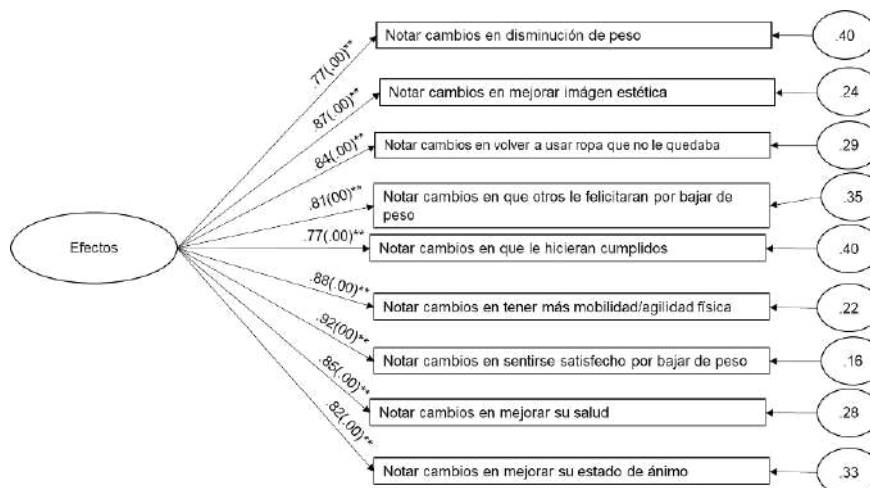 .77(.00)**
Notar cambios en disminución de peso
.40
.87(.00)**
Notar cambios en mejorar imágen estética
.24
.84(.00)**
Notar cambios en volver a usar ropa que no le quedaba
.29
.81(00)**
Notar cambios en que otros le felicitaran por bajar de
peso
.35
Efectos
.77(.00)**
Notar cambios en que le hicieran cumplidos
.40
.88(.00)**
Notar cambios en tener más mobilidad/agilidad física
.22
.92(00)**
Notar cambios en sentirse satisfecho por bajar de peso
.16
.85(.00)**
Notar cambios en mejorar su salud
.28
.82(.00)**
Notar cambios en mejorar su estado de ánimo
.33